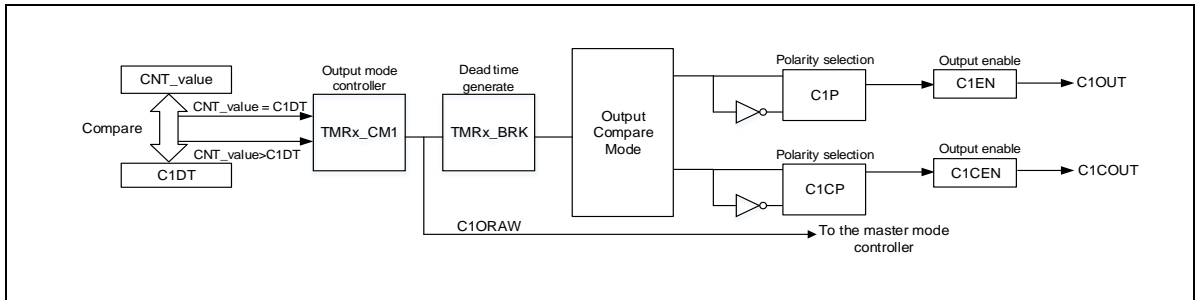 CNT_value
Compare
C1DT
CNT_value = C1DT
CNT_value>C1DT
Output mode
controller
TMRx_CM1
Dead time
generate
TMRx_BRK
C1ORAW
Output
Compare
Mode
Polarity selection
C1P
Output enable
C1EN
C1OUT
Polarity selection
C1CP
Output enable
C1CEN
C1COUT
To the master mode
controller